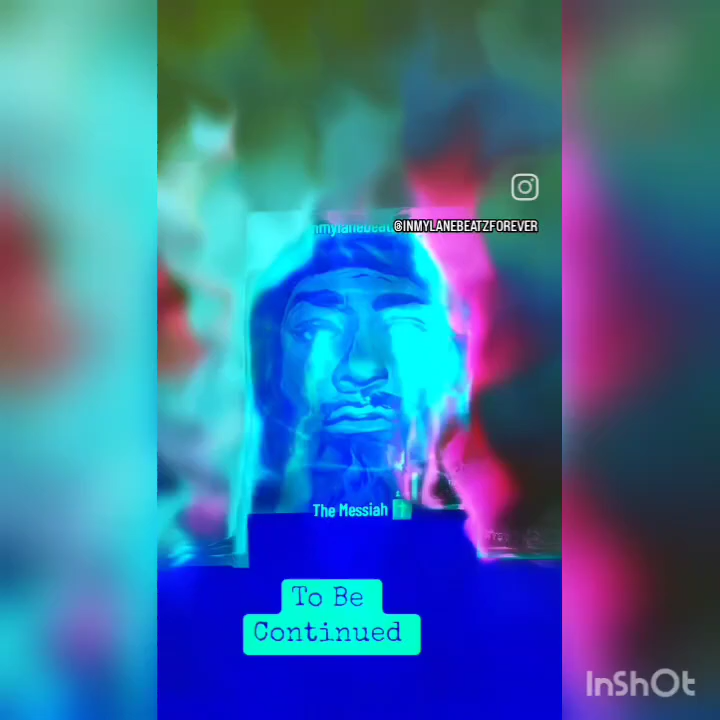 @INMYLANEBEATZFOREVER
The Messiah
To Be
Continued
InShOt